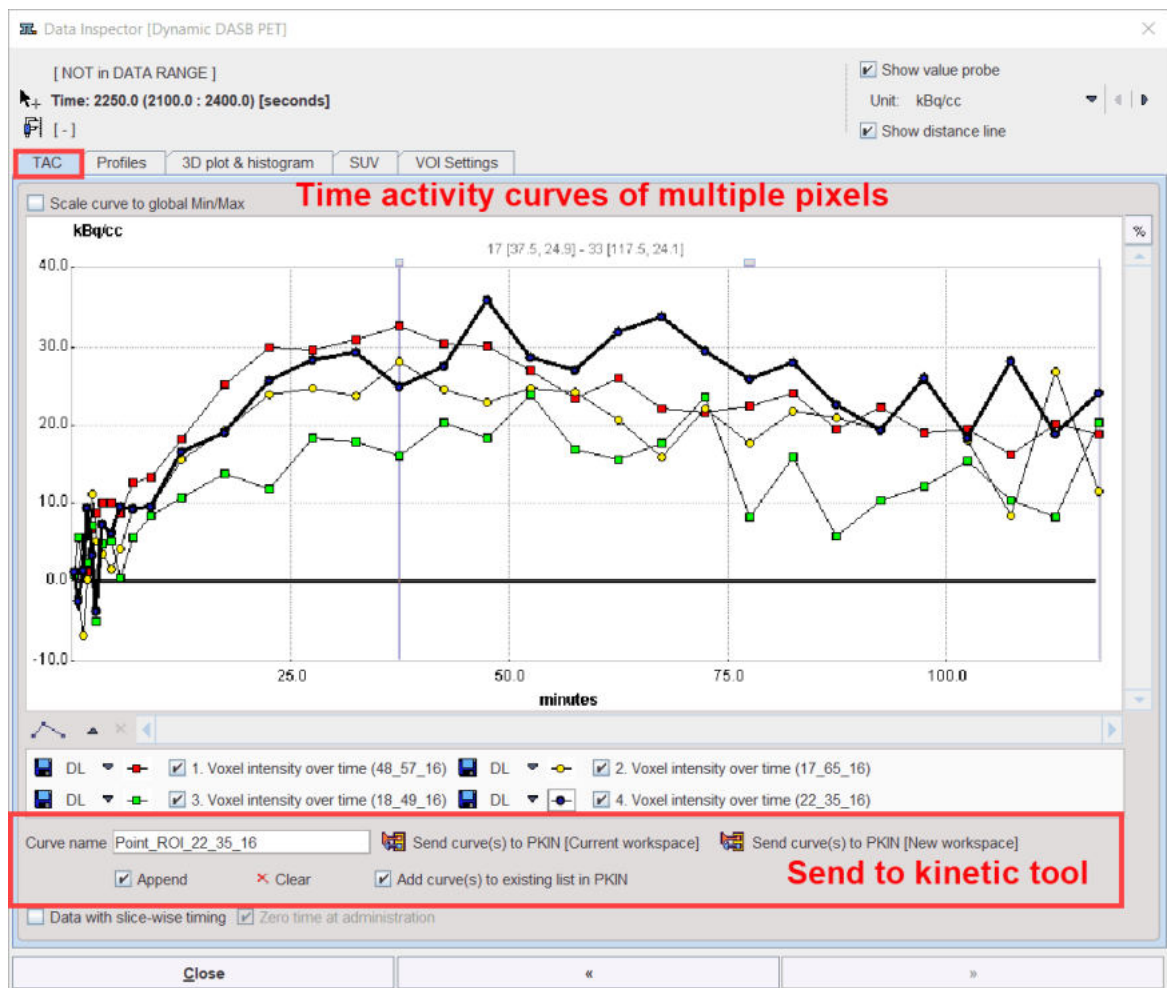 Data Inspector [Dynamic DASB PET]
[ NOT in DATA RANGE ]
Show value probe
Time: 2250.0 (2100.0 : 2400.0) [seconds]
Unit: kBq/cc
[ - ]
Show distance line
TAC Profiles 3D plot & histogram SUV VOI Settings
Time activity curves of multiple pixels
Scale curve to global Min/Max
kBq/cc
%
17 [37.5, 24.9] - 33 [117.5, 24.1]
40.0
30.0
20.0
10.0
0.0
-10.0
25.0 50.0 75.0 100.0
minutes
DL 1. Voxel intensity over time (48_57_16) DL 2. Voxel intensity over time (17_65_16)
DL 3. Voxel intensity over time (18_49_16) DL 4. Voxel intensity over time (22_35_16)
Curve name Point_ROI_22_35_16 Send curve(s) to PKIN [Current workspace] Send curve(s) to PKIN [New workspace]
Append Clear Add curve(s) to existing list in PKIN
Send to kinetic tool
Data with slice-wise timing Zero time at administration
Close « »